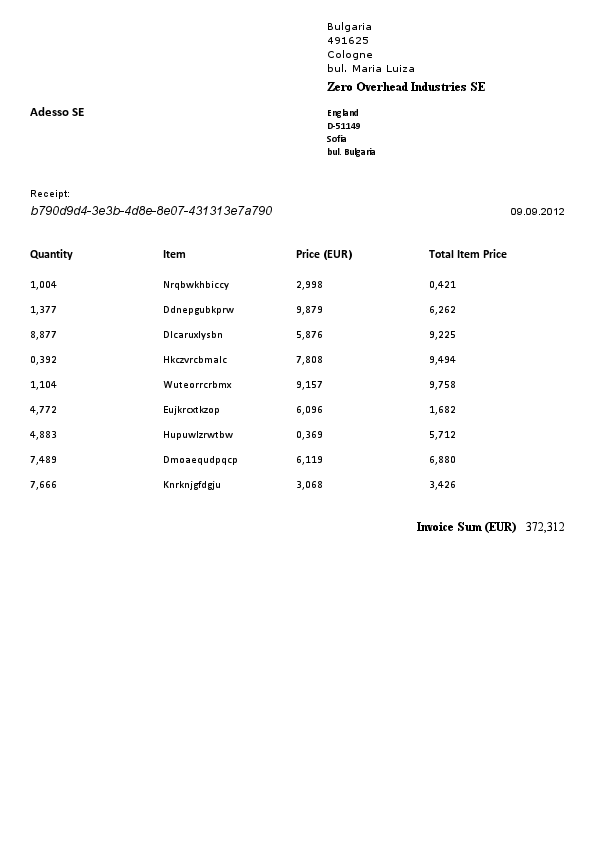 Bulgaria
491625
Cologne
bul. Maria Luiza
Zero Overhead Industries SE
Adesso SE
England
D-51149
Sofia
bul. Bulgaria
Receipt:
b790d9d4-3e3b-4d8e-8e07-431313e7a790 09.09.2012
Quantity Item Price (EUR) Total Item Price
1,004 Nrqbwkhbiccy 2,998 0,421
1,377 Ddnepgubkprw 9,879 6,262
8,877 Dlcaruxlysbn 5,876 9,225
0,392 Hkczvrcbmalc 7,808 9,494
1,104 Wuteorrcrbmx 9,157 9,758
4,772 Eujkrcxtkzop 6,096 1,682
4,883 Hupuwlzrwtbw 0,369 5,712
7,489 Dmoaequdpqcp 6,119 6,880
7,666 Knrknjgfdgju 3,068 3,426
Invoice Sum (EUR) 372,312